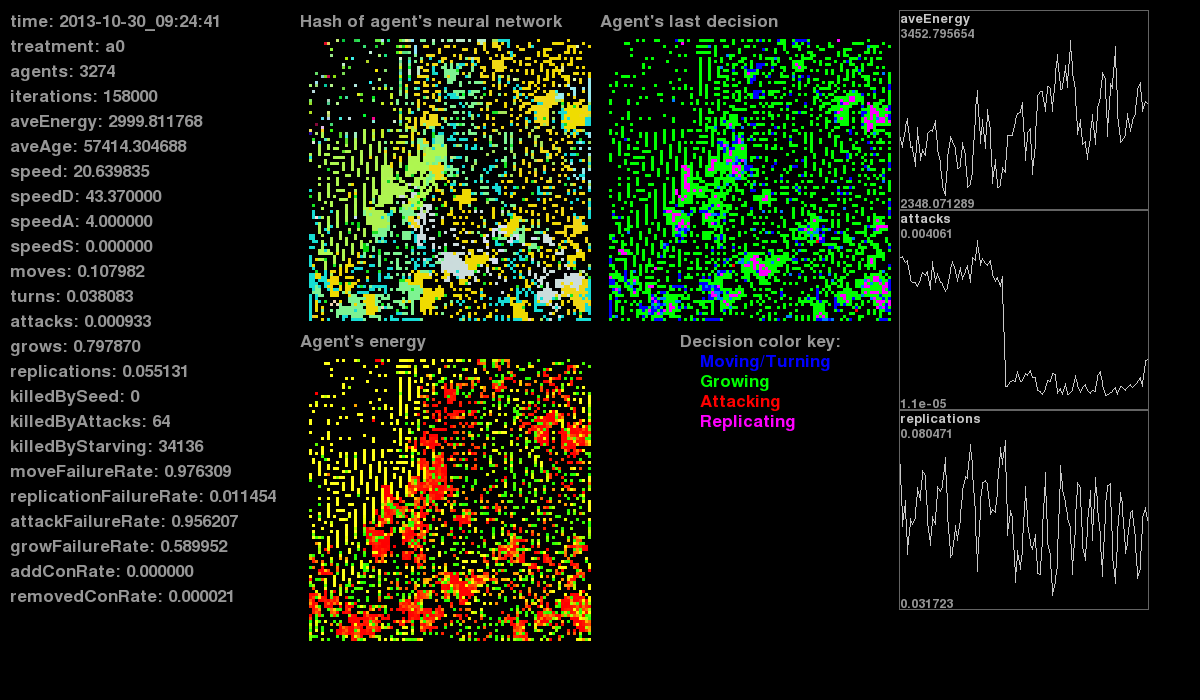 time: 2013-10-30_09:24:41
treatment: a0
agents: 3274
iterations: 158000
aveEnergy: 2999.811768
aveAge: 57414.304688
speed: 20.639835
speedD: 43.370000
speedA: 4.000000
speedS: 0.000000
moves: 0.107982
turns: 0.038083
attacks: 0.000933
grows: 0.797870
replications: 0.055131
killedBySeed: 0
killedByAttacks: 64
killedByStarving: 34136
moveFailureRate: 0.976309
replicationFailureRate: 0.011454
attackFailureRate: 0.956207
growFailureRate: 0.589952
addConRate: 0.000000
removedConRate: 0.000021
Hash of agent's neural network
Agent's last decision
Agent's energy
Decision color key:
Moving/Turning
Growing
Attacking
Replicating
aveEnergy
3452.795654
2348.071289
attacks
0.004061
1.1e-05
replications
0.080471
0.031723